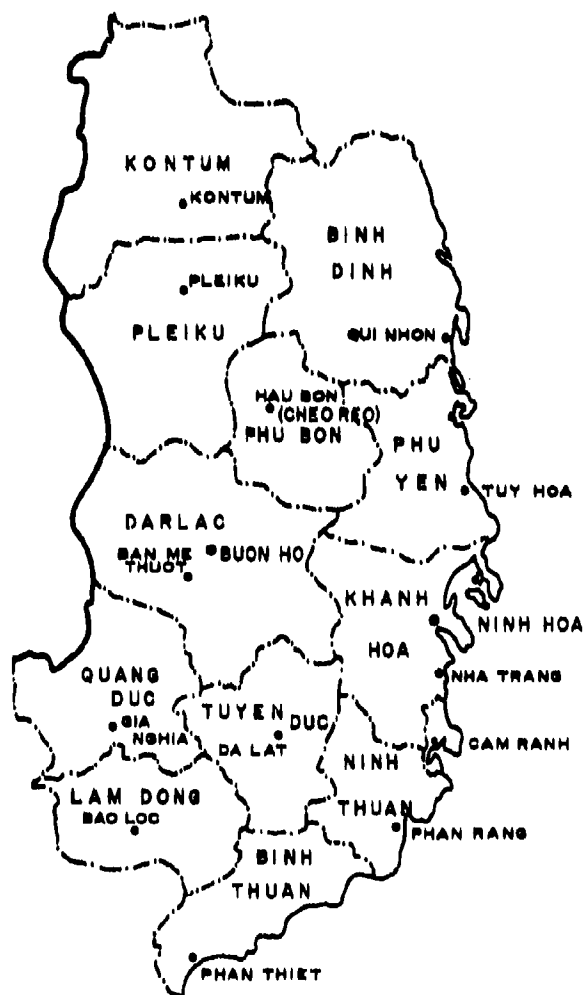 KONTUM
KONTUM
BINH
DINH
PLEIKU
PLEIKU
QUI NHON
HAU BON
(CHEO REO)
PHU BON
PHU
YEN
TUY HOA
DARLAC
BAN ME
THUOT
BUON HO
KHANH
HOA
NINH HOA
NHA TRANG
QUANG
DUC
GIA
NGHIA
TUYEN
DUC
DA LAT
CAM RANH
NINH
THUAN
PHAN RANG
LAM DONG
BAO LOC
BINH
THUAN
PHAN THIET